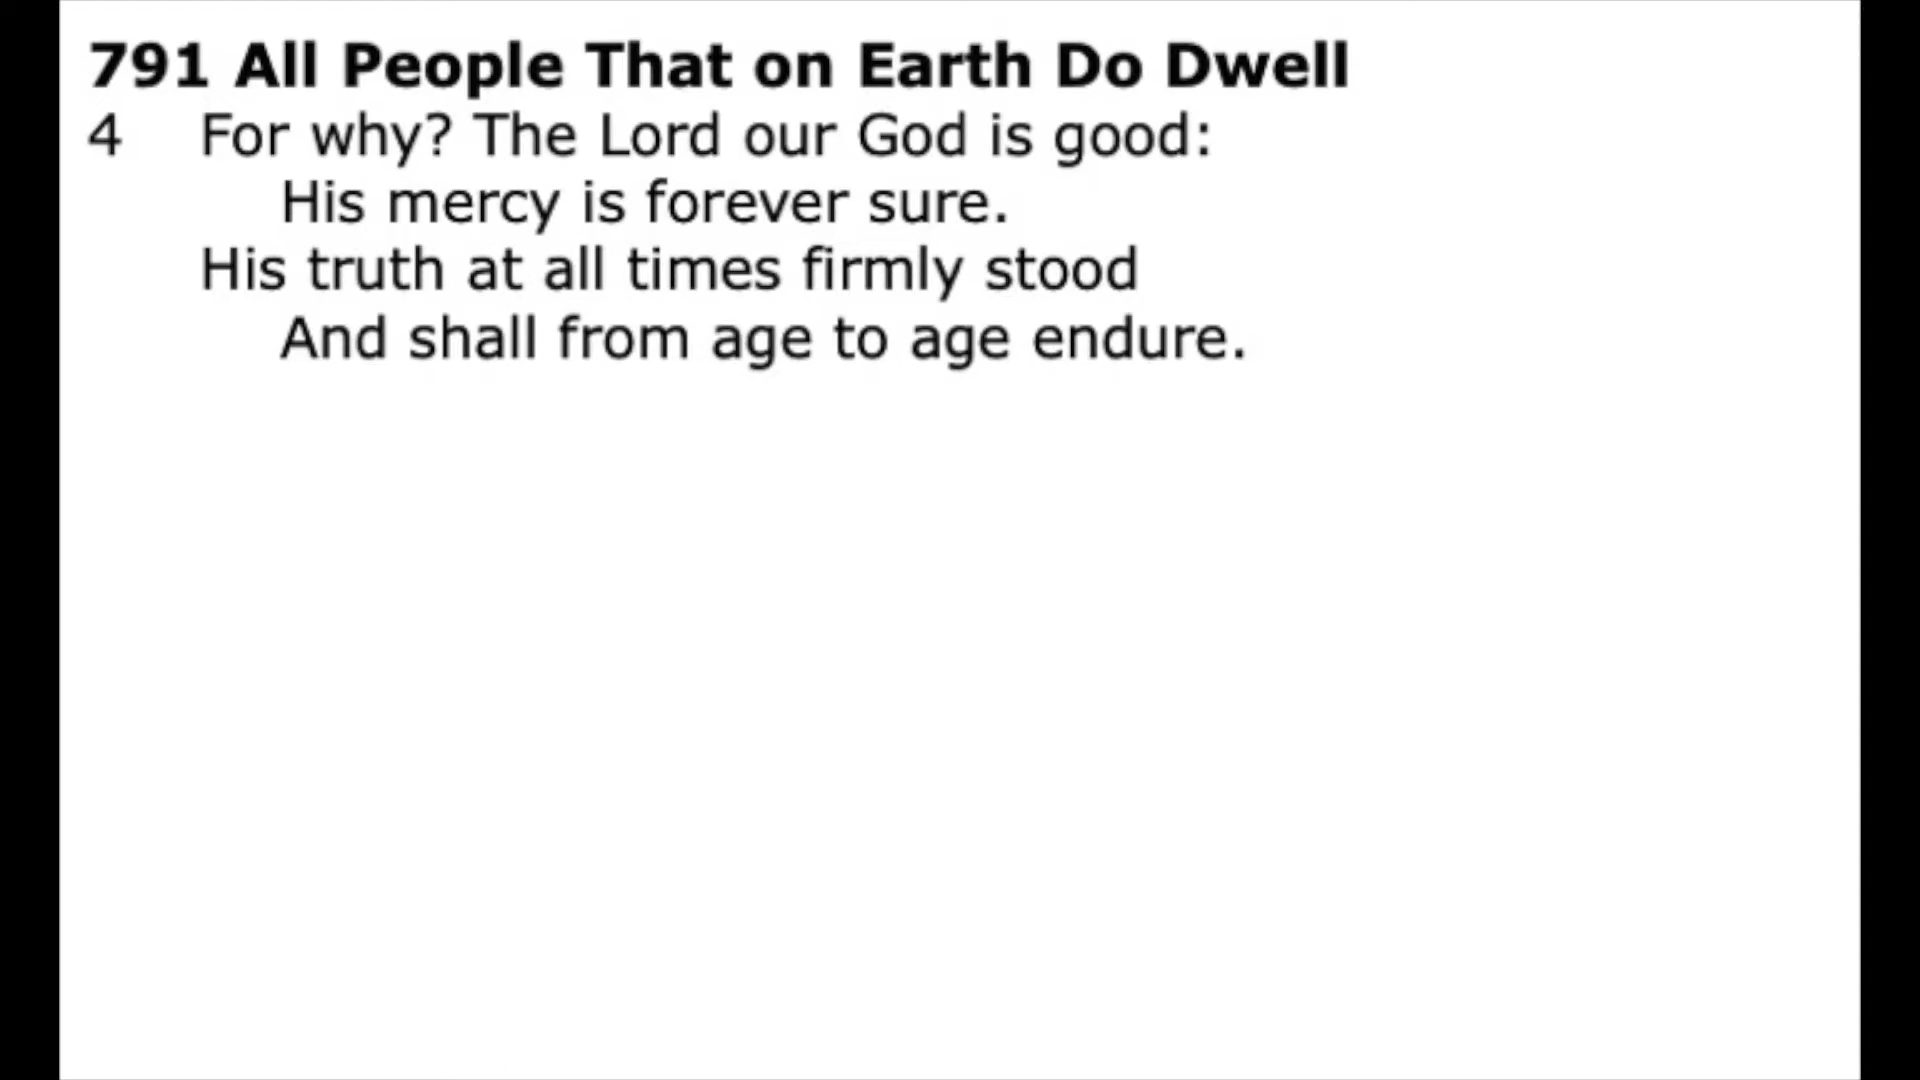 791 All People That on Earth Do Dwell
4 For why? The Lord our God is good:
His mercy is forever sure.
His truth at all times firmly stood
And shall from age to age endure.